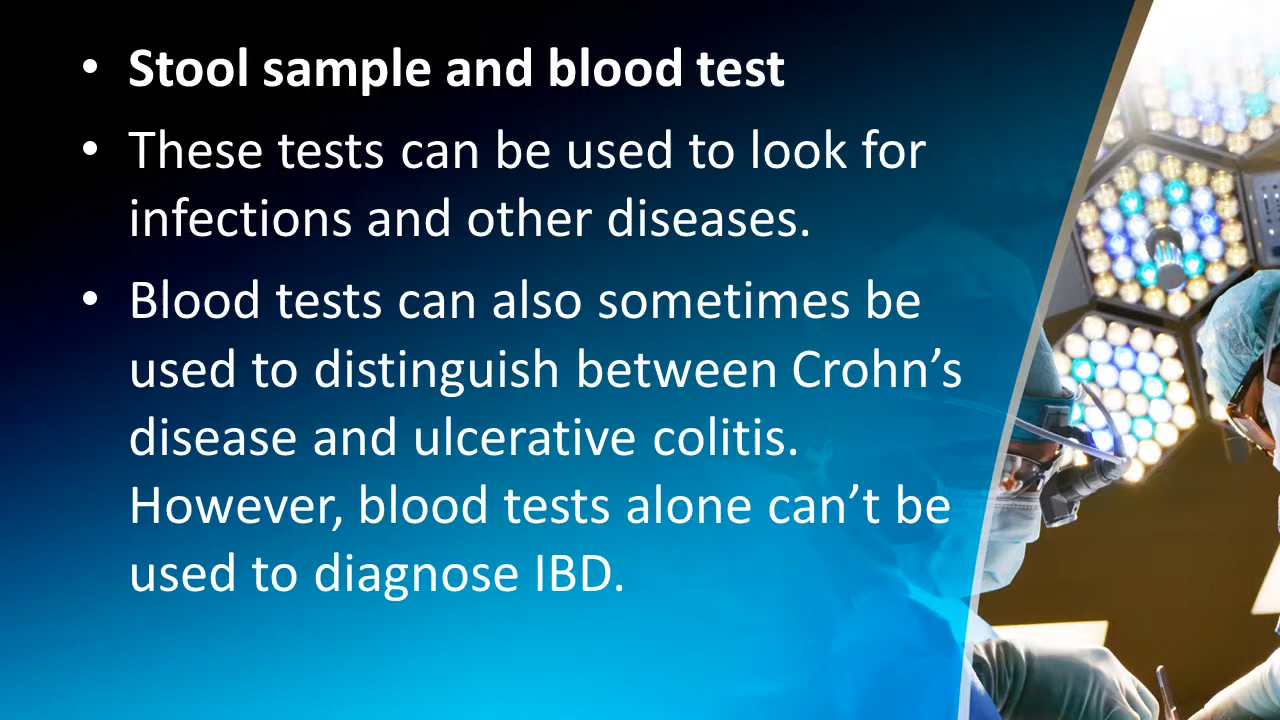 • Stool sample and blood test
• These tests can be used to look for
infections and other diseases.
• Blood tests can also sometimes be
used to distinguish between Crohn’s
disease and ulcerative colitis.
However, blood tests alone can’t be
used to diagnose IBD.